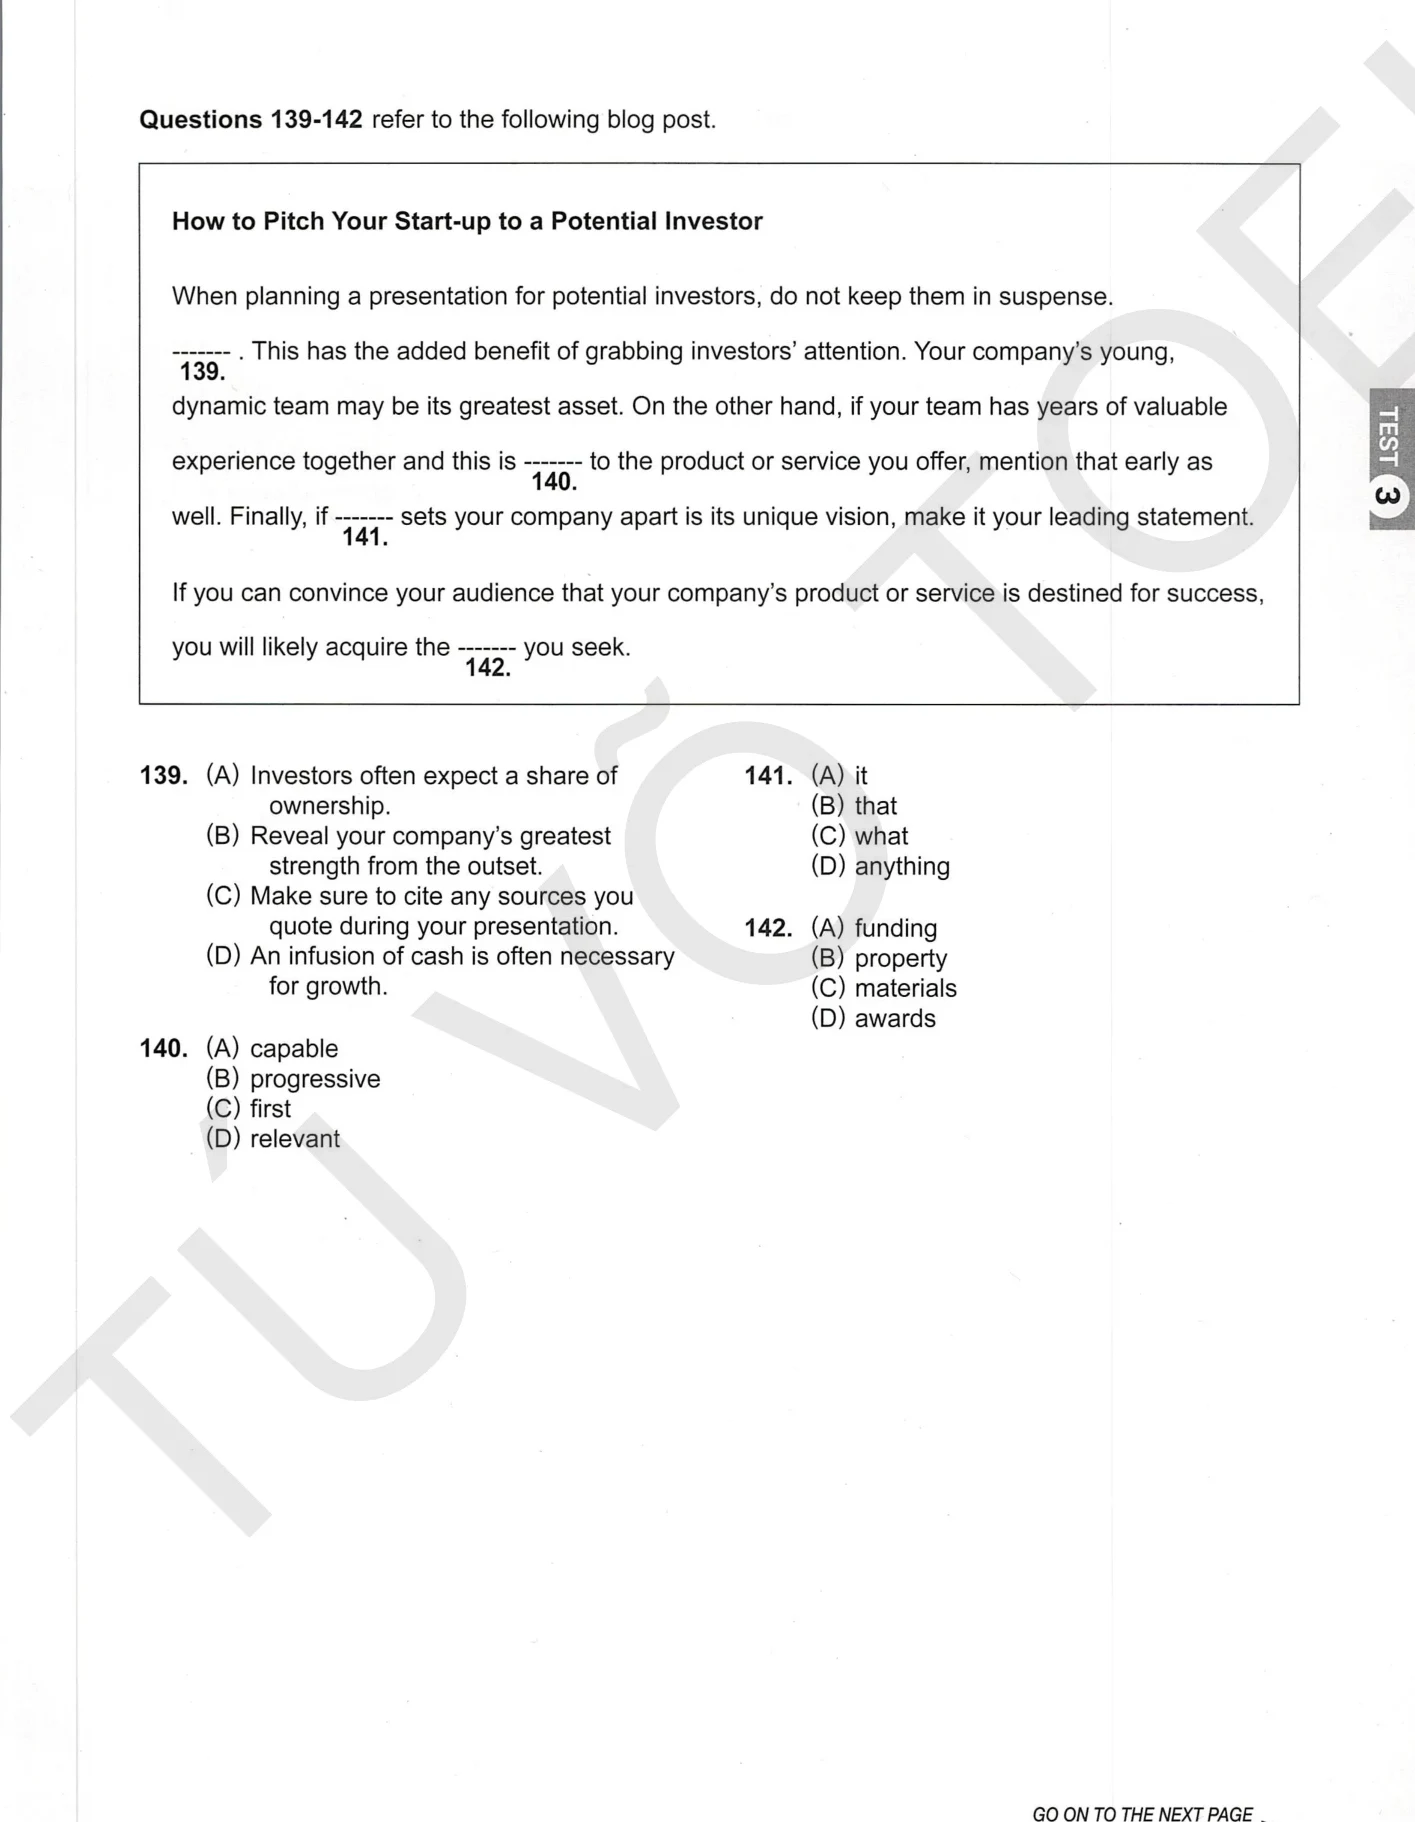 Questions 139-142 refer to the following blog post.
How to Pitch Your Start-up to a Potential Investor
When planning a presentation for potential investors, do not keep them in suspense.
------- . This has the added benefit of grabbing investors' attention. Your company's young,
139.
dynamic team may be its greatest asset. On the other hand, if your team has years of valuable
experience together and this is ------- to the product or service you offer, mention that early as
140.
well. Finally, if ------- sets your company apart is its unique vision, make it your leading statement.
141.
If you can convince your audience that your company's product or service is destined for success,
you will likely acquire the ------- you seek.
142.
139. (A) Investors often expect a share of
ownership.
(B) Reveal your company's greatest
strength from the outset.
(C) Make sure to cite any sources you
quote during your presentation.
(D) An infusion of cash is often necessary
for growth.
140. (A) capable
(B) progressive
(C) first
(D) relevant
141. (A) it
(B) that
(C) what
(D) anything
142. (A) funding
(B) property
(C) materials
(D) awards
TEST 3
TÚ VÕ TOE
GO ON TO THE NEXT PAGE